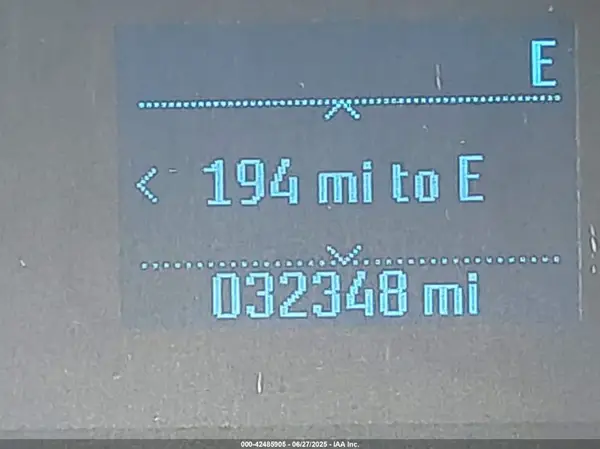 E
< 194 mi to E
032348 mi
000-42485905 - 06/27/2025 - IAA Inc.